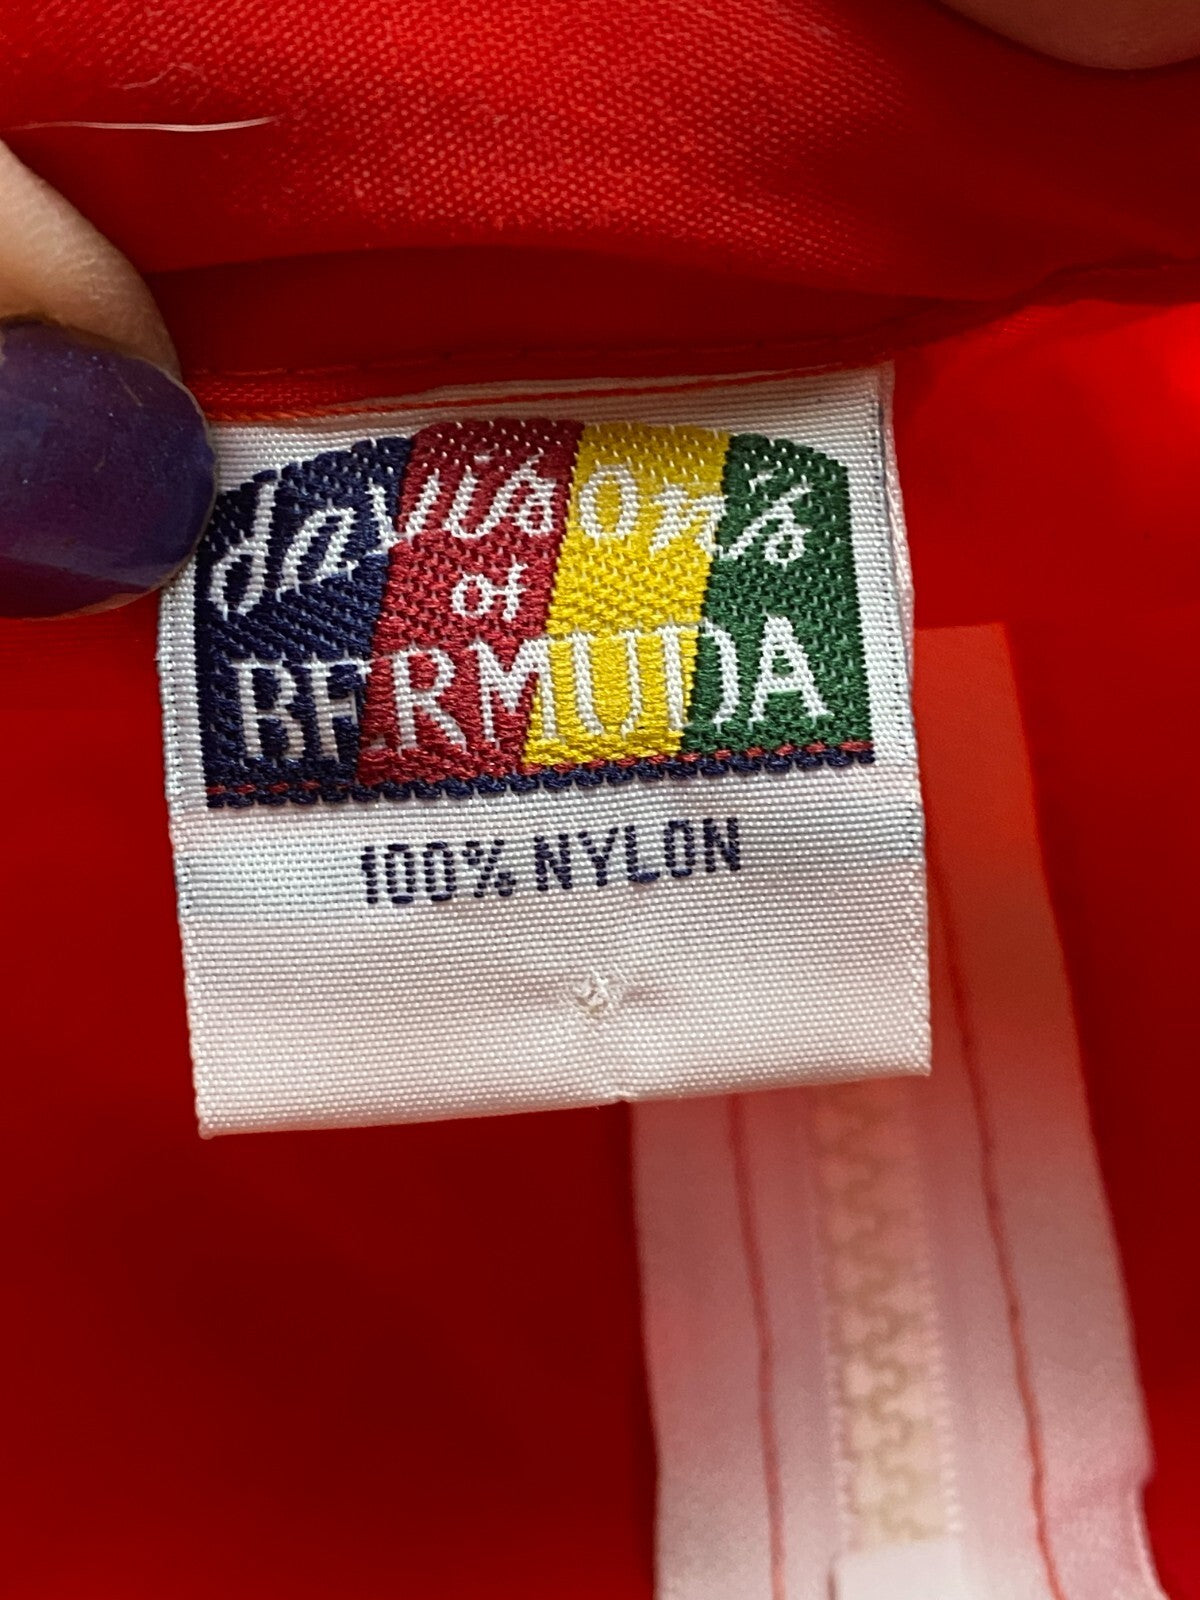 davison's
of
BERMUDA
100% NYLON